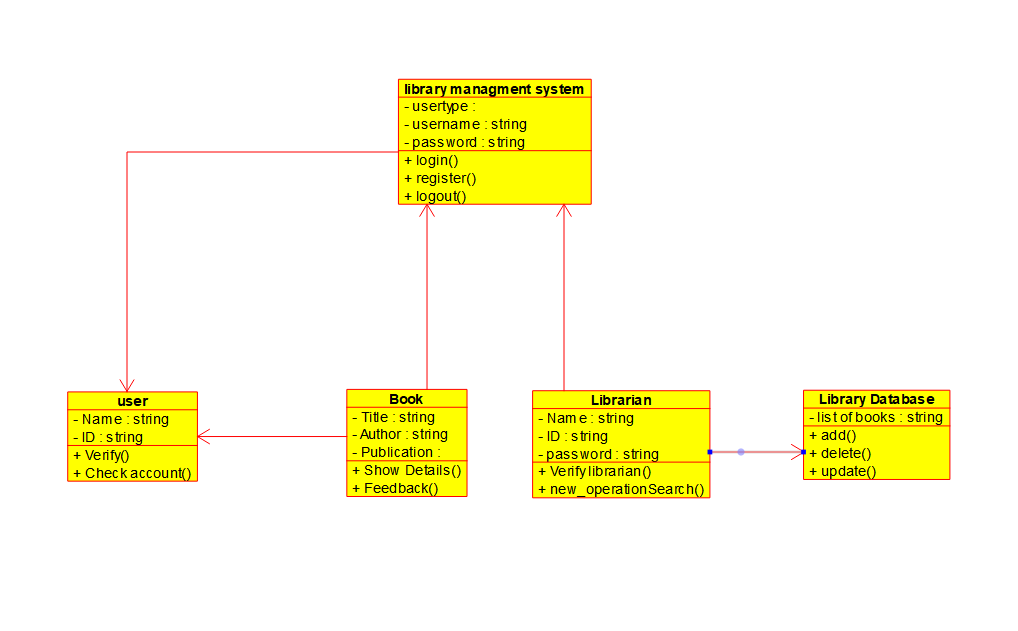 library managment system
- usertype :
- username : string
- password : string
+ login()
+ register()
+ logout()
user
- Name : string
- ID : string
+ Verify()
+ Check account()
Book
- Title : string
- Author : string
- Publication :
+ Show Details()
+ Feedback()
Librarian
- Name : string
- ID : string
- password : string
+ Verify librarian()
+ new_operationSearch()
Library Database
- list of books : string
+ add()
+ delete()
+ update()